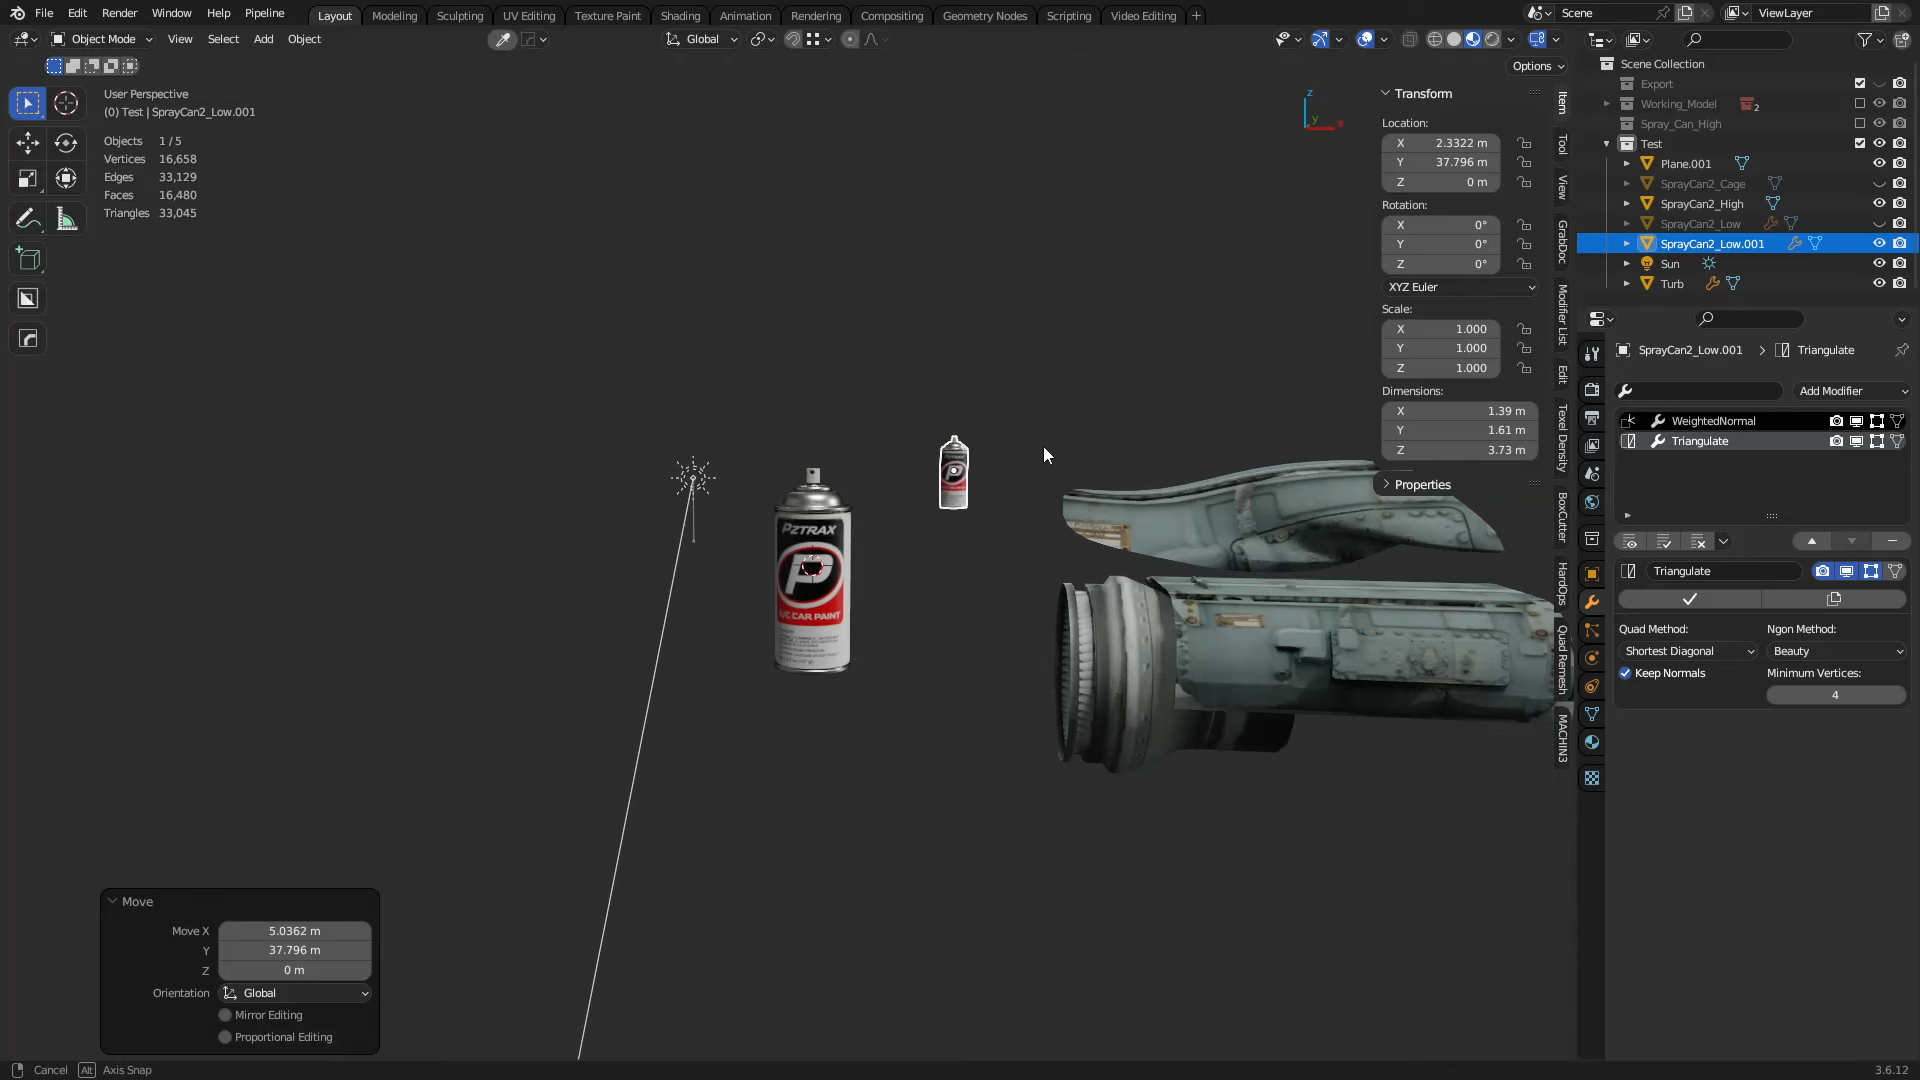 File Edit Render Window Help Pipeline
Layout Modeling Sculpting UV Editing Texture Paint Shading Animation Rendering Compositing Geometry Nodes Scripting Video Editing +
Scene ViewLayer
Object Mode View Select Add Object
Global
Options
User Perspective
(0) Test | SprayCan2_Low.001
Objects 1 / 5
Vertices 16,658
Edges 33,129
Faces 16,480
Triangles 33,045
z
y
x
PZTRAX
P
A/C CAR PAINT
Transform
Location:
X 2.3322 m
Y 37.796 m
Z 0 m
Rotation:
X 0°
Y 0°
Z 0°
XYZ Euler
Scale:
X 1.000
Y 1.000
Z 1.000
Dimensions:
X 1.39 m
Y 1.61 m
Z 3.73 m
Properties
Item
Tool
View
GrabDoc
Modifier List
Edit
Texel Density
BoxCutter
HardOps
Quad Remesh
MACHIN3
Scene Collection
Export
Working_Model 2
Spray_Can_High
Test
Plane.001
SprayCan2_Cage
SprayCan2_High
SprayCan2_Low
SprayCan2_Low.001
Sun
Turb
SprayCan2_Low.001 > Triangulate
Add Modifier
WeightedNormal
Triangulate
Triangulate
Quad Method: Ngon Method:
Shortest Diagonal Beauty
Keep Normals Minimum Vertices:
4
Move
Move X 5.0362 m
Y 37.796 m
Z 0 m
Orientation Global
Mirror Editing
Proportional Editing
Cancel Alt Axis Snap
3.6.12